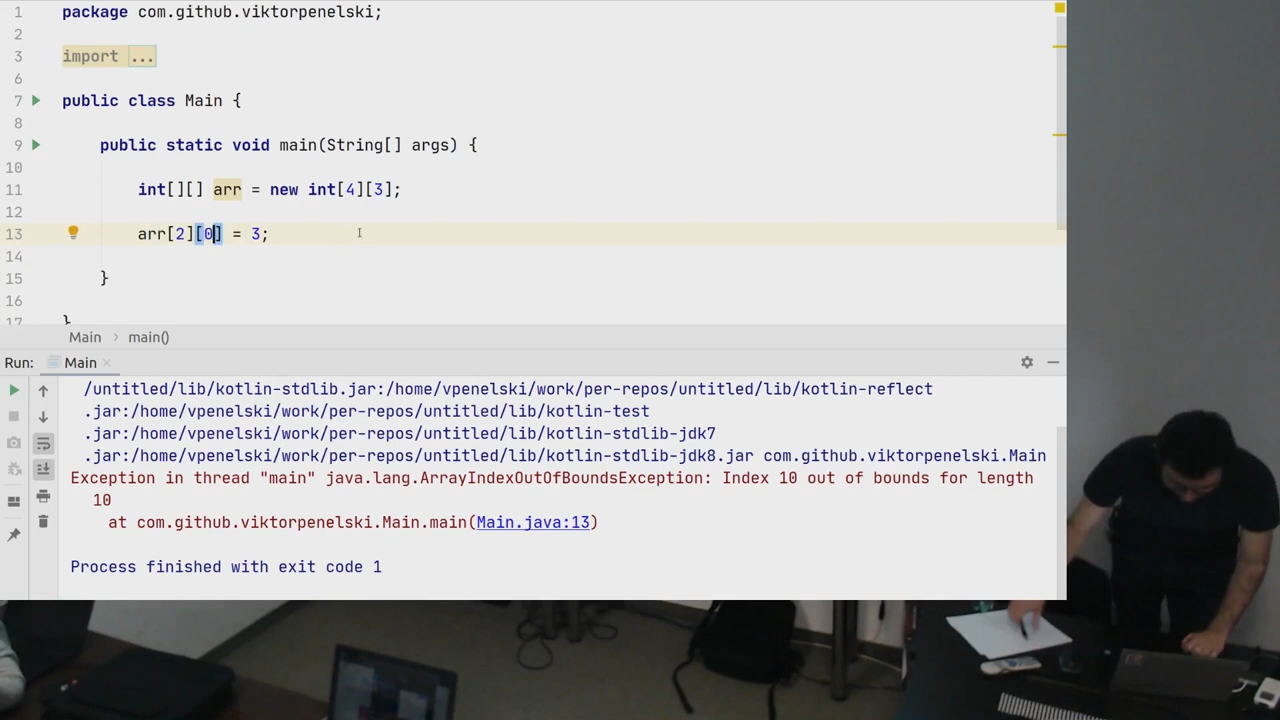 1 package com.github.viktorpenelski;
2
3 import ...
6
7 public class Main {
8
9 public static void main(String[] args) {
10
11 int[][] arr = new int[4][3];
12
13 arr[2][0] = 3;
14
15 }
16
17 }
Main › main()
Run: Main
/untitled/lib/kotlin-stdlib.jar:/home/vpenelski/work/per-repos/untitled/lib/kotlin-reflect
.jar:/home/vpenelski/work/per-repos/untitled/lib/kotlin-test
.jar:/home/vpenelski/work/per-repos/untitled/lib/kotlin-stdlib-jdk7
.jar:/home/vpenelski/work/per-repos/untitled/lib/kotlin-stdlib-jdk8.jar com.github.viktorpenelski.Main
Exception in thread "main" java.lang.ArrayIndexOutOfBoundsException: Index 10 out of bounds for length
10
at com.github.viktorpenelski.Main.main(Main.java:13)
Process finished with exit code 1